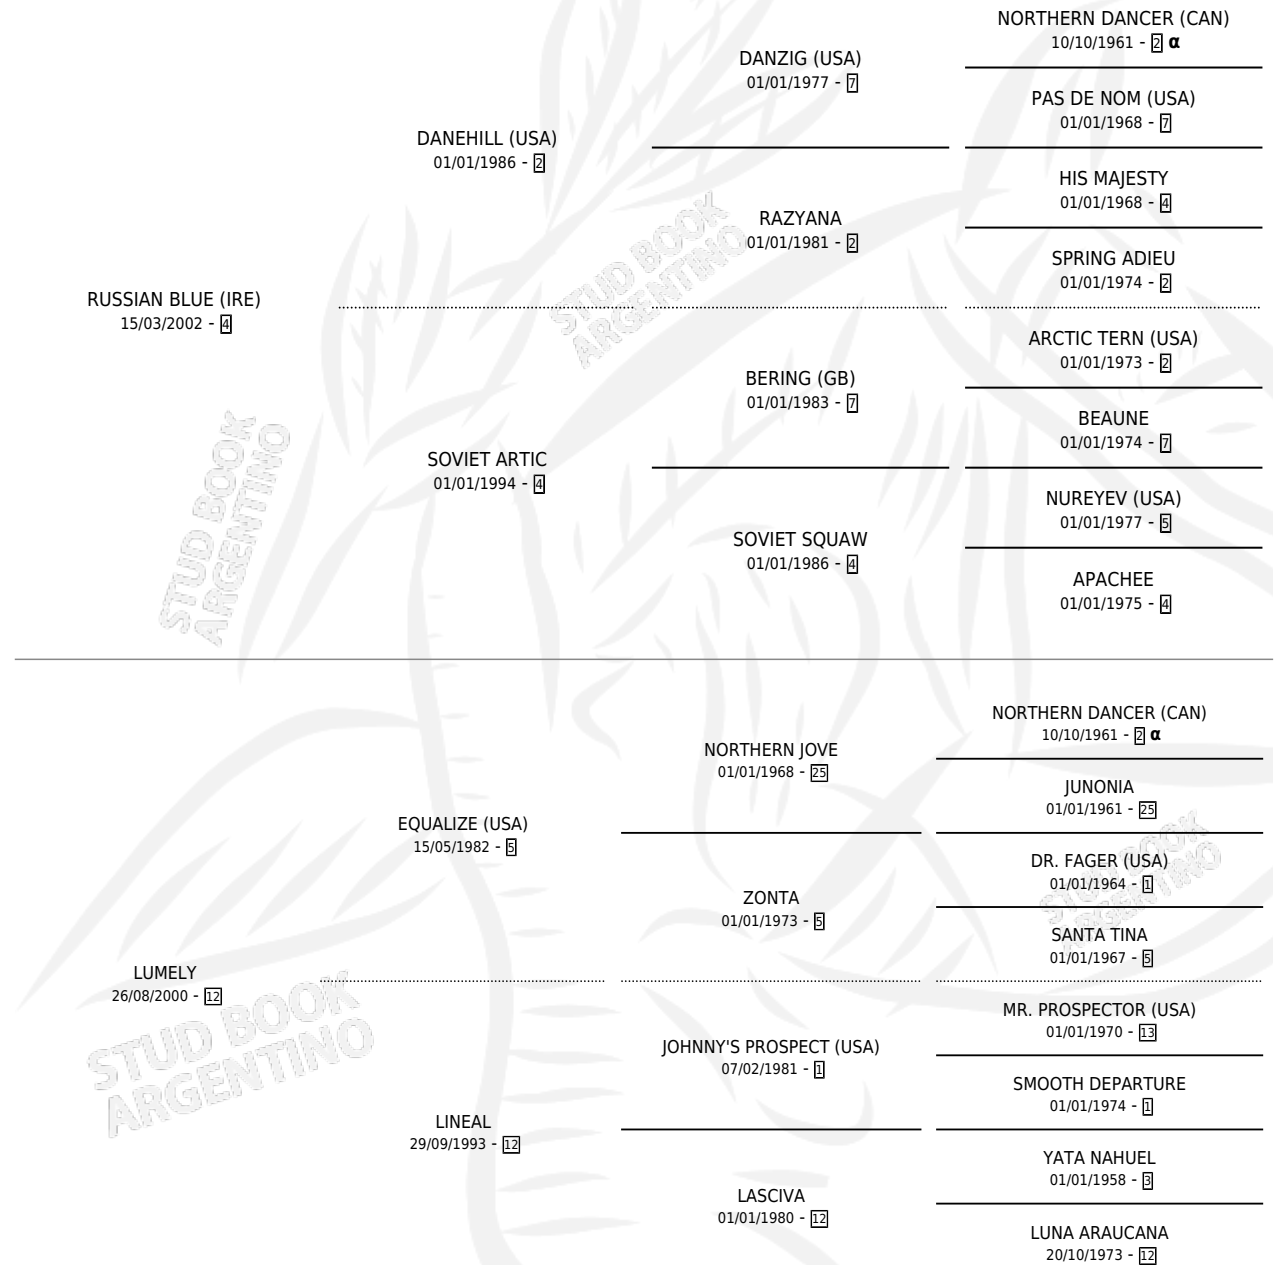 NORTHERN DANCER (CAN)
10/10/1961 - 2 α
DANZIG (USA)
01/01/1977 - 7
PAS DE NOM (USA)
01/01/1968 - 7
DANEHILL (USA)
01/01/1986 - 2
HIS MAJESTY
01/01/1968 - 4
RAZYANA
01/01/1981 - 2
SPRING ADIEU
01/01/1974 - 2
STUD BOOK
ARGENTINO
RUSSIAN BLUE (IRE)
15/03/2002 - 4
ARCTIC TERN (USA)
01/01/1973 - 2
BERING (GB)
01/01/1983 - 7
BEAUNE
01/01/1974 - 7
SOVIET ARTIC
01/01/1994 - 4
NUREYEV (USA)
01/01/1977 - 5
SOVIET SQUAW
01/01/1986 - 4
APACHEE
01/01/1975 - 4
STUD BOOK
ARGENTINO
NORTHERN DANCER (CAN)
10/10/1961 - 2 α
NORTHERN JOVE
01/01/1968 - 25
JUNONIA
01/01/1961 - 25
EQUALIZE (USA)
15/05/1982 - 5
DR. FAGER (USA)
01/01/1964 - 1
ZONTA
01/01/1973 - 5
SANTA TINA
01/01/1967 - 5
STUD BOOK
ARGENTINO
LUMELY
26/08/2000 - 12
MR. PROSPECTOR (USA)
01/01/1970 - 13
JOHNNY'S PROSPECT (USA)
07/02/1981 - 1
SMOOTH DEPARTURE
01/01/1974 - 1
LINEAL
29/09/1993 - 12
YATA NAHUEL
01/01/1958 - 3
LASCIVA
01/01/1980 - 12
LUNA ARAUCANA
20/10/1973 - 12
STUD BOOK
ARGENTINO